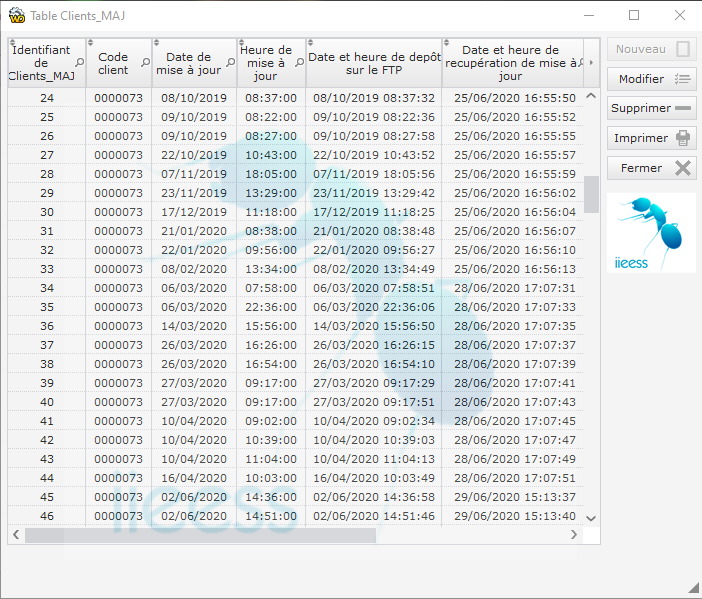 Table Clients_MAJ
Identifiant de Clients_MAJ Code client Date de mise à jour Heure de mise à jour Date et heure de depôt sur le FTP Date et heure de recupération de mise à jour
24 0000073 08/10/2019 08:37:00 08/10/2019 08:37:32 25/06/2020 16:55:50
25 0000073 09/10/2019 08:22:00 09/10/2019 08:22:36 25/06/2020 16:55:52
26 0000073 09/10/2019 08:27:00 09/10/2019 08:27:58 25/06/2020 16:55:55
27 0000073 22/10/2019 10:43:00 22/10/2019 10:43:52 25/06/2020 16:55:57
28 0000073 07/11/2019 18:05:00 07/11/2019 18:05:56 25/06/2020 16:55:59
29 0000073 23/11/2019 13:29:00 23/11/2019 13:29:42 25/06/2020 16:56:02
30 0000073 17/12/2019 11:18:00 17/12/2019 11:18:25 25/06/2020 16:56:04
31 0000073 21/01/2020 08:38:00 21/01/2020 08:38:48 25/06/2020 16:56:07
32 0000073 22/01/2020 09:56:00 22/01/2020 09:56:27 25/06/2020 16:56:10
33 0000073 08/02/2020 13:34:00 08/02/2020 13:34:49 25/06/2020 16:56:13
34 0000073 06/03/2020 07:58:00 06/03/2020 07:58:51 28/06/2020 17:07:31
35 0000073 06/03/2020 22:36:00 06/03/2020 22:36:06 28/06/2020 17:07:33
36 0000073 14/03/2020 15:56:00 14/03/2020 15:56:50 28/06/2020 17:07:35
37 0000073 26/03/2020 16:26:00 26/03/2020 16:26:15 28/06/2020 17:07:37
38 0000073 26/03/2020 16:54:00 26/03/2020 16:54:10 28/06/2020 17:07:39
39 0000073 27/03/2020 09:17:00 27/03/2020 09:17:29 28/06/2020 17:07:41
40 0000073 27/03/2020 09:17:00 27/03/2020 09:17:51 28/06/2020 17:07:43
41 0000073 10/04/2020 09:02:00 10/04/2020 09:02:34 28/06/2020 17:07:45
42 0000073 10/04/2020 10:39:00 10/04/2020 10:39:03 28/06/2020 17:07:47
43 0000073 10/04/2020 11:04:00 10/04/2020 11:04:13 28/06/2020 17:07:49
44 0000073 16/04/2020 10:03:00 16/04/2020 10:03:49 28/06/2020 17:07:51
45 0000073 02/06/2020 14:36:00 02/06/2020 14:36:58 29/06/2020 15:13:37
46 0000073 02/06/2020 14:51:00 02/06/2020 14:51:46 29/06/2020 15:13:40
iieess
Nouveau
Modifier
Supprimer
Imprimer
Fermer
iieess